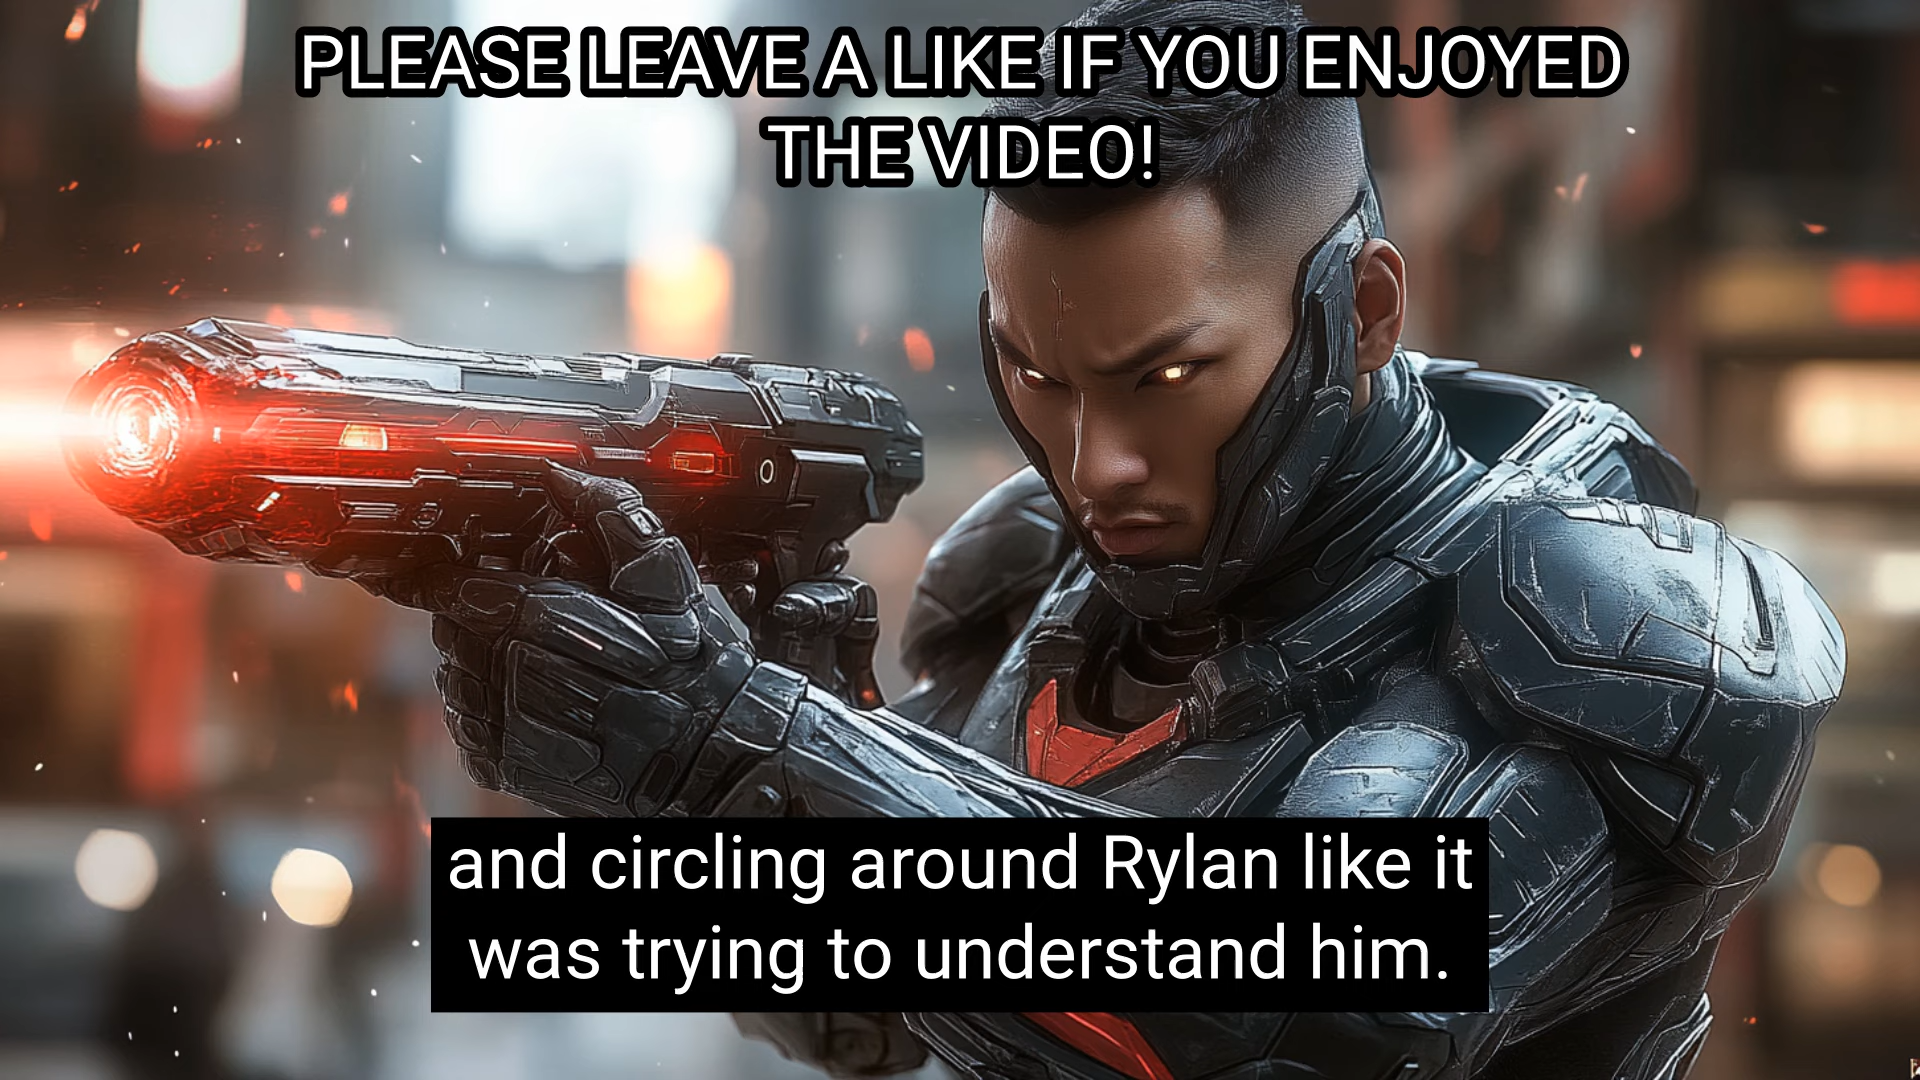 PLEASE LEAVE A LIKE IF YOU ENJOYED
THE VIDEO!
and circling around Rylan like it
was trying to understand him.